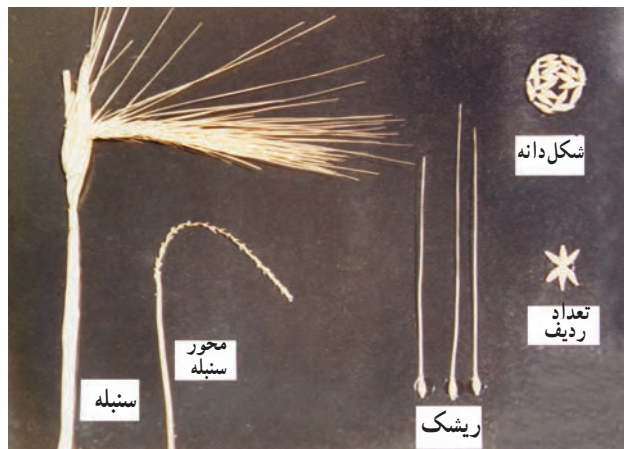 شکل دانه
تعداد
ردیف
محور
سنبله
سنبله
ریشک